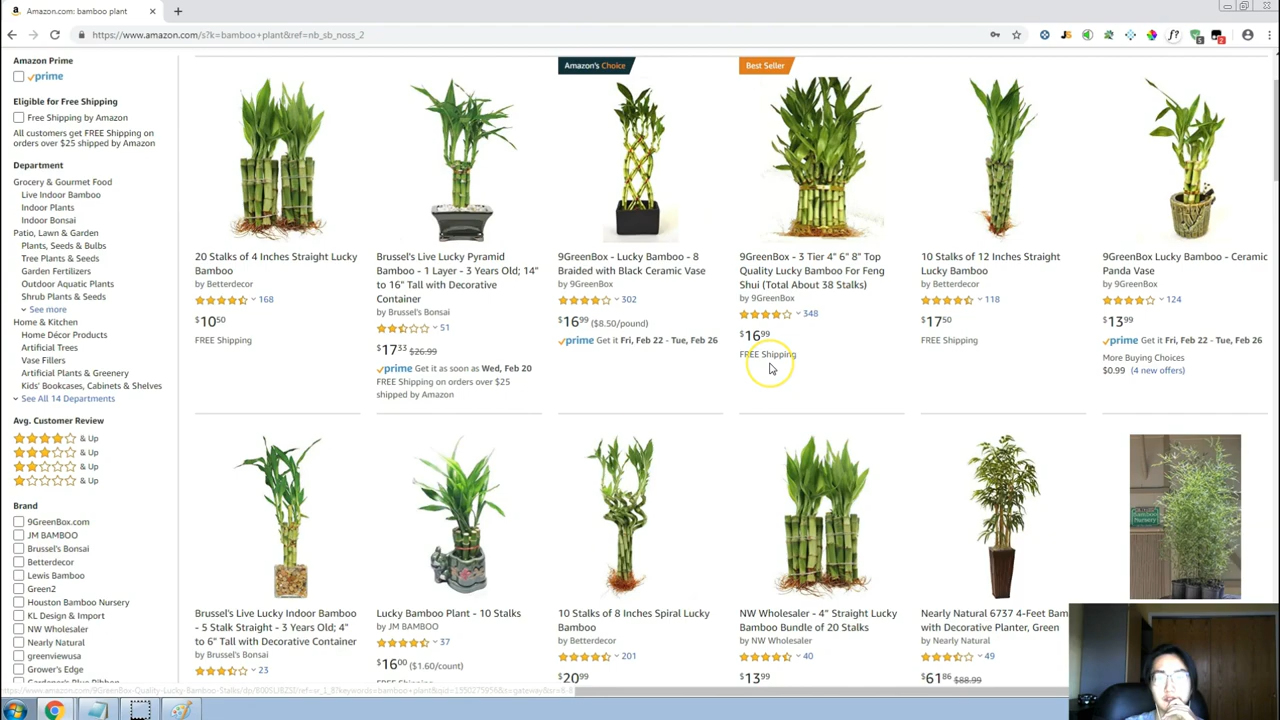 Amazon.com: bamboo plant
https://www.amazon.com/s?k=bamboo+plant&ref=nb_sb_noss_2
Amazon Prime
prime
Eligible for Free Shipping
Free Shipping by Amazon
All customers get FREE Shipping on
orders over $25 shipped by Amazon
Department
Grocery & Gourmet Food
Live Indoor Bamboo
Indoor Plants
Indoor Bonsai
Patio, Lawn & Garden
Plants, Seeds & Bulbs
Tree Plants & Seeds
Garden Fertilizers
Outdoor Aquatic Plants
Shrub Plants & Seeds
See more
Home & Kitchen
Home Décor Products
Artificial Trees
Vase Fillers
Artificial Plants & Greenery
Kids' Bookcases, Cabinets & Shelves
See All 14 Departments
Avg. Customer Review
& Up
& Up
& Up
& Up
Brand
9GreenBox.com
JM BAMBOO
Brussel's Bonsai
Betterdecor
Lewis Bamboo
Green2
Houston Bamboo Nursery
KL Design & Import
NW Wholesaler
Nearly Natural
greenviewusa
Grower's Edge
20 Stalks of 4 Inches Straight Lucky
Bamboo
by Betterdecor
168
$10.50
FREE Shipping
Brussel's Live Lucky Pyramid
Bamboo - 1 Layer - 3 Years Old; 14"
to 16" Tall with Decorative
Container
by Brussel's Bonsai
51
$17.33 $26.99
prime Get it as soon as Wed, Feb 20
FREE Shipping on orders over $25
shipped by Amazon
Amazon's Choice
9GreenBox - Lucky Bamboo - 8
Braided with Black Ceramic Vase
by 9GreenBox
302
$16.99 ($8.50/pound)
prime Get it Fri, Feb 22 - Tue, Feb 26
Best Seller
9GreenBox - 3 Tier 4" 6" 8" Top
Quality Lucky Bamboo For Feng
Shui (Total About 38 Stalks)
by 9GreenBox
348
$16.99
FREE Shipping
10 Stalks of 12 Inches Straight
Lucky Bamboo
by Betterdecor
118
$17.50
FREE Shipping
9GreenBox Lucky Bamboo - Ceramic
Panda Vase
by 9GreenBox
124
$13.99
prime Get it Fri, Feb 22 - Tue, Feb 26
More Buying Choices
$0.99 (4 new offers)
Brussel's Live Lucky Indoor Bamboo
- 5 Stalk Straight - 3 Years Old; 4"
to 6" Tall with Decorative Container
by Brussel's Bonsai
23
Lucky Bamboo Plant - 10 Stalks
by JM BAMBOO
37
$16.00 ($1.60/count)
10 Stalks of 8 Inches Spiral Lucky
Bamboo
by Betterdecor
201
$20.99
NW Wholesaler - 4" Straight Lucky
Bamboo Bundle of 20 Stalks
by NW Wholesaler
40
$13.99
Nearly Natural 6737 4-Feet Bam
with Decorative Planter, Green
by Nearly Natural
49
$61.86 $88.99